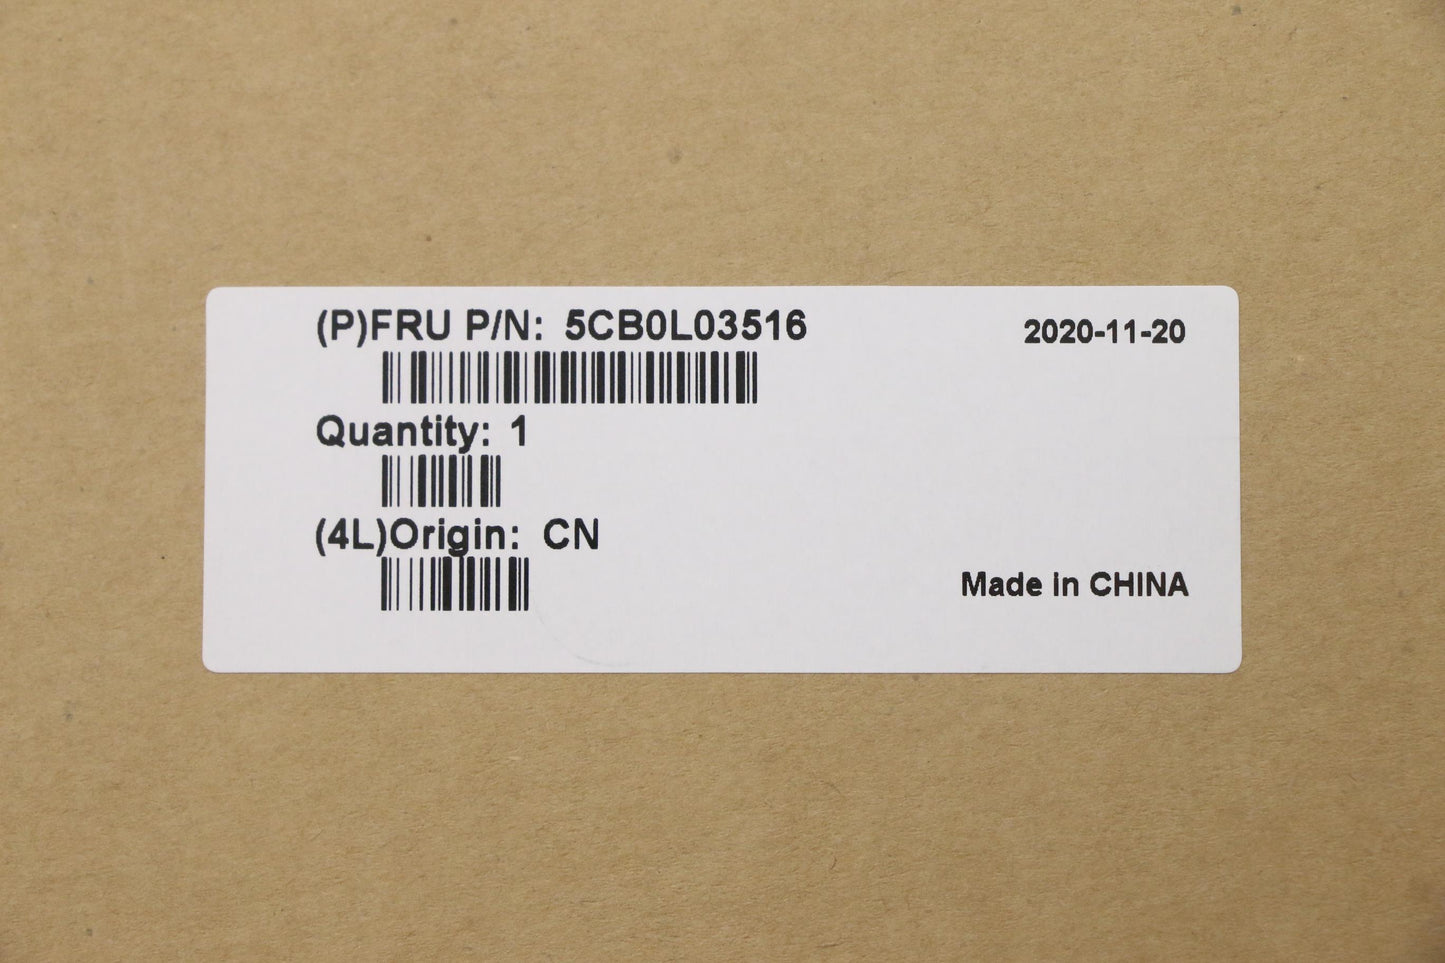 (P)FRU P/N: 5CB0L03516
2020-11-20
Quantity: 1
(4L)Origin: CN
Made in CHINA